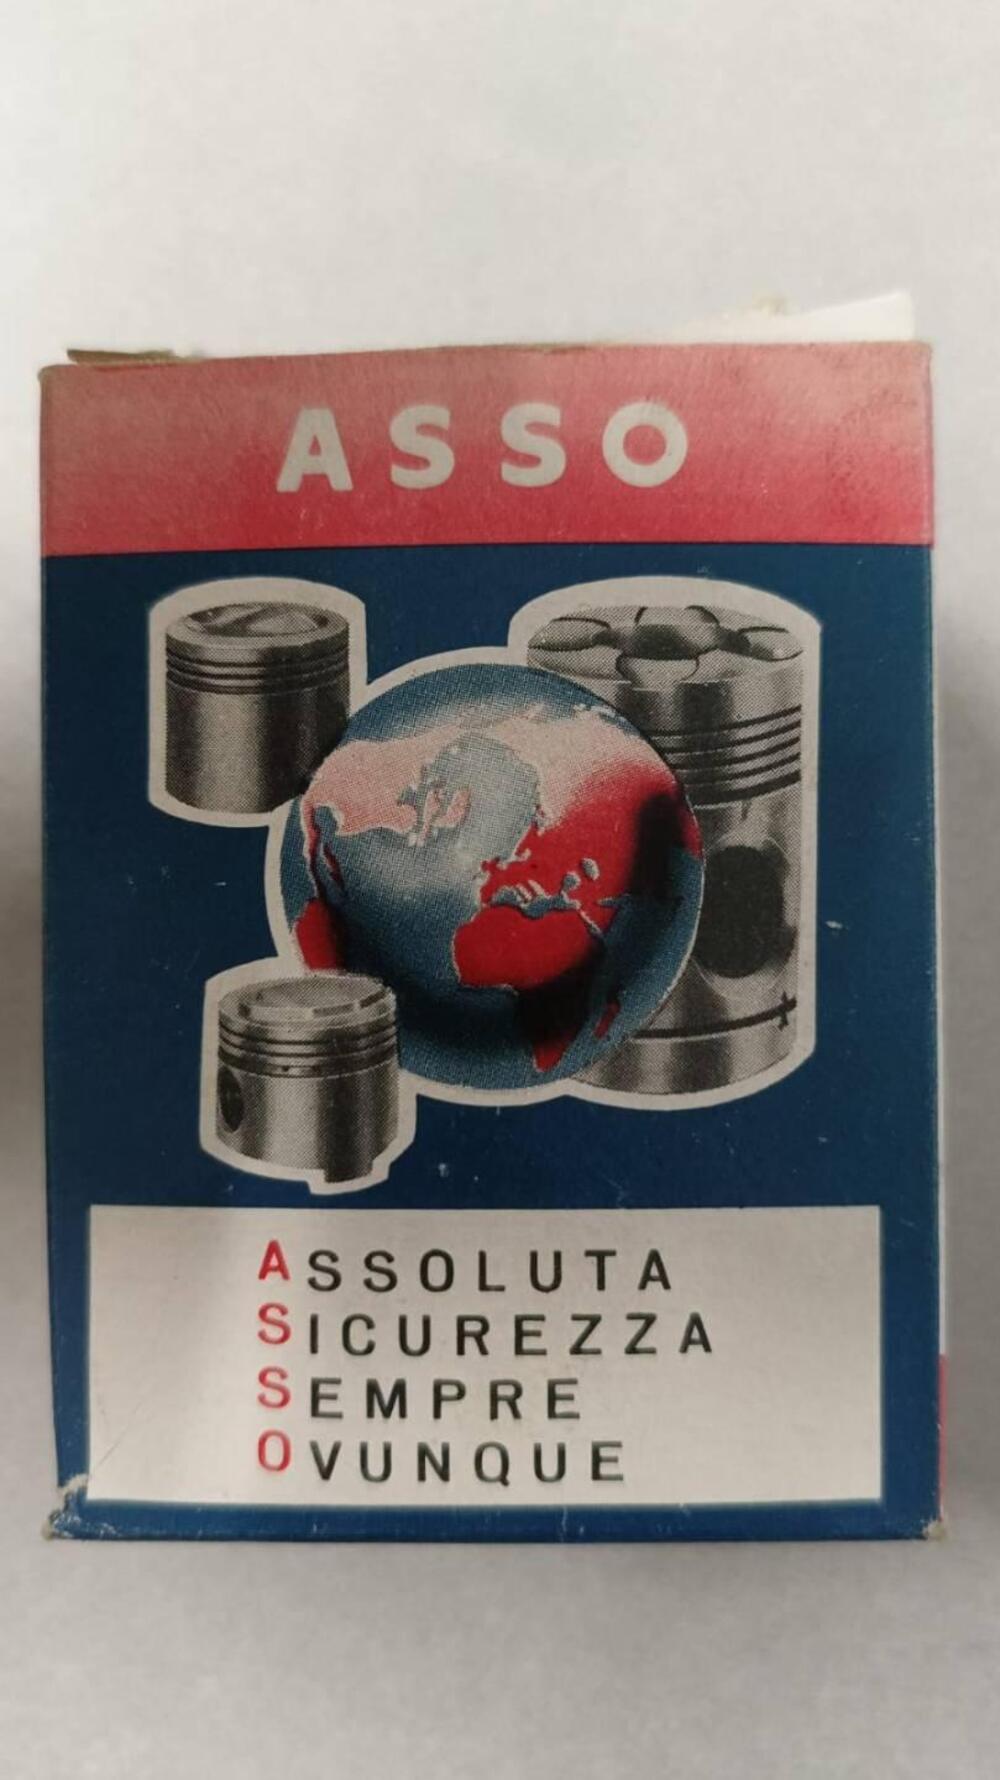 ASSO
ASSOLUTA
SICUREZZA
SEMPRE
OVUNQUE